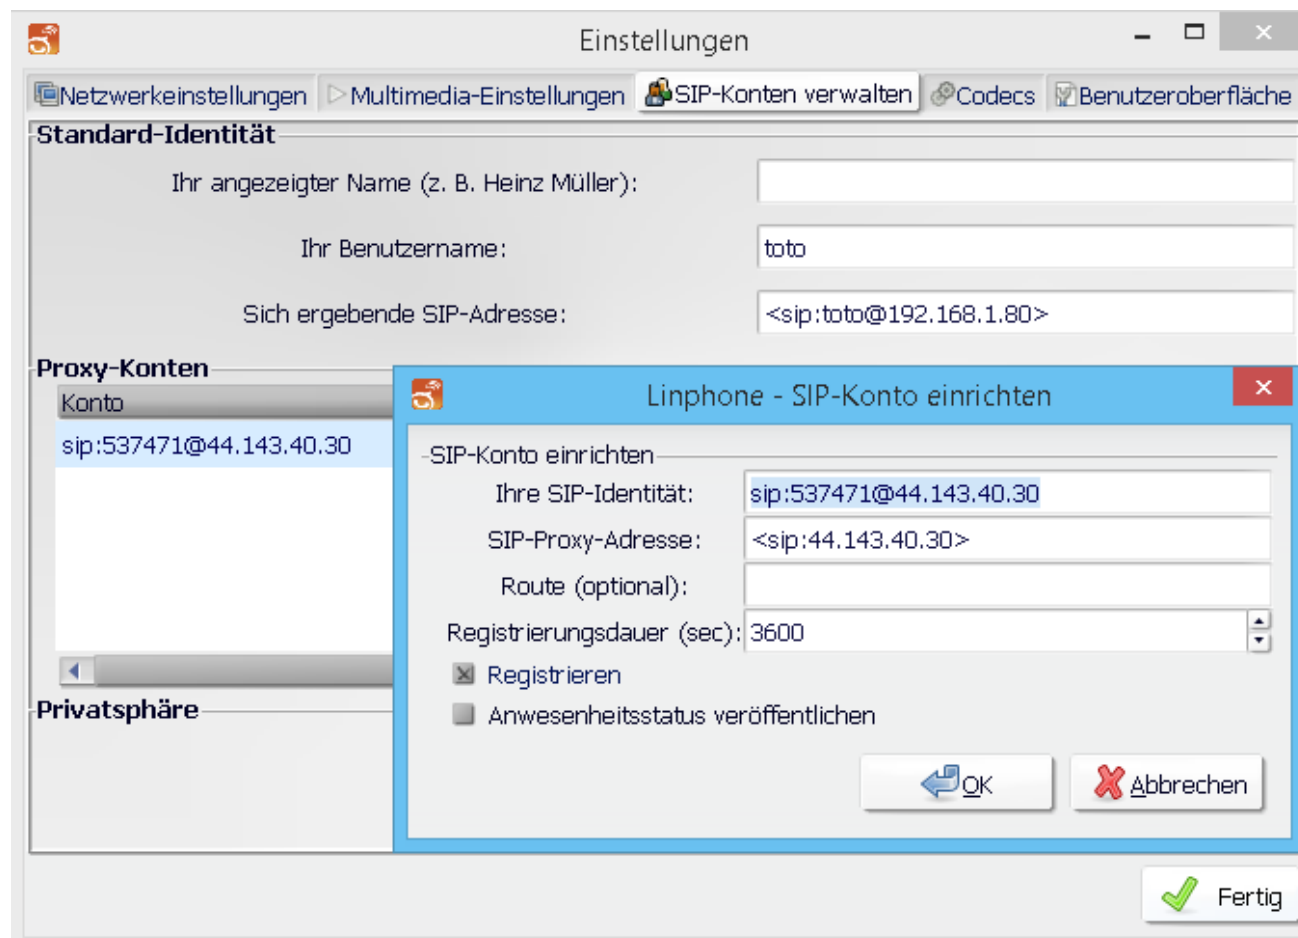 Einstellungen
Netzwerkeinstellungen Multimedia-Einstellungen SIP-Konten verwalten Codecs Benutzeroberfläche
Standard-Identität
Ihr angezeigter Name (z. B. Heinz Müller):
Ihr Benutzername: toto
Sich ergebende SIP-Adresse: <sip:toto@192.168.1.80>
Proxy-Konten
Konto
sip:537471@44.143.40.30
Linphone - SIP-Konto einrichten
SIP-Konto einrichten
Ihre SIP-Identität: sip:537471@44.143.40.30
SIP-Proxy-Adresse: <sip:44.143.40.30>
Route (optional):
Registrierungsdauer (sec): 3600
Registrieren
Anwesenheitsstatus veröffentlichen
OK Abbrechen
Privatsphäre
Fertig